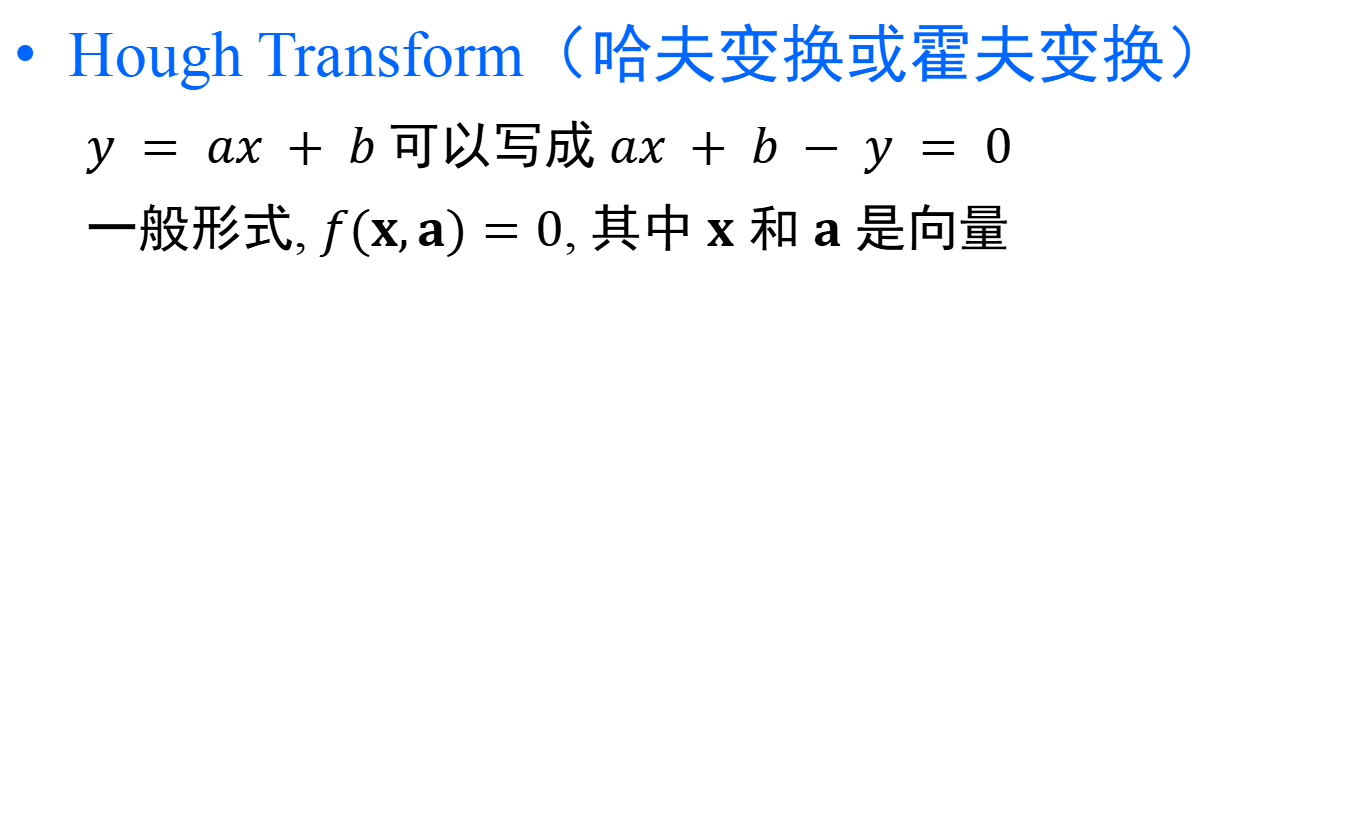 • Hough Transform（哈夫变换或霍夫变换）
y = ax + b 可以写成 ax + b − y = 0
一般形式, f(x, a) = 0, 其中 x 和 a 是向量